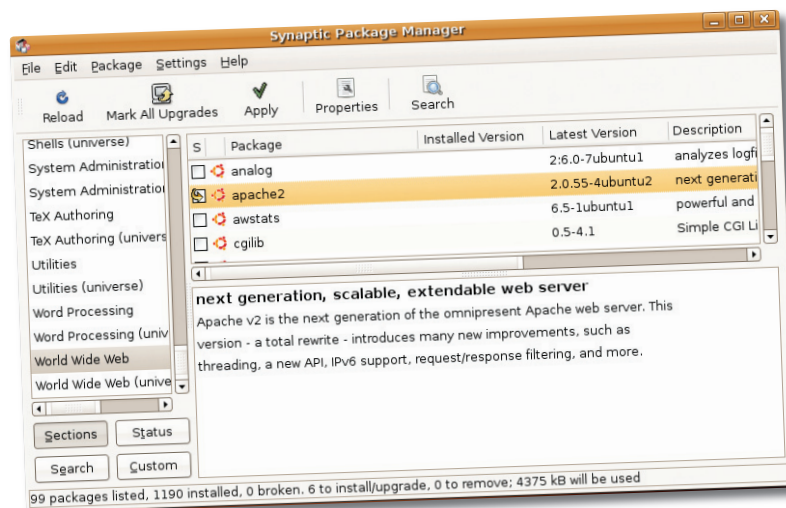 Synaptic Package Manager
File Edit Package Settings Help
Reload Mark All Upgrades Apply Properties Search
Shells (universe)
System Administration
System Administration
TeX Authoring
TeX Authoring (univers
Utilities
Utilities (universe)
Word Processing
Word Processing (univ
World Wide Web
World Wide Web (unive
S Package Installed Version Latest Version Description
analog 2:6.0-7ubuntu1 analyzes logfi
apache2 2.0.55-4ubuntu2 next generati
awstats 6.5-1ubuntu1 powerful and
cgilib 0.5-4.1 Simple CGI Li
next generation, scalable, extendable web server
Apache v2 is the next generation of the omnipresent Apache web server. This
version - a total rewrite - introduces many new improvements, such as
threading, a new API, IPv6 support, request/response filtering, and more.
Sections Status
Search Custom
99 packages listed, 1190 installed, 0 broken. 6 to install/upgrade, 0 to remove; 4375 kB will be used